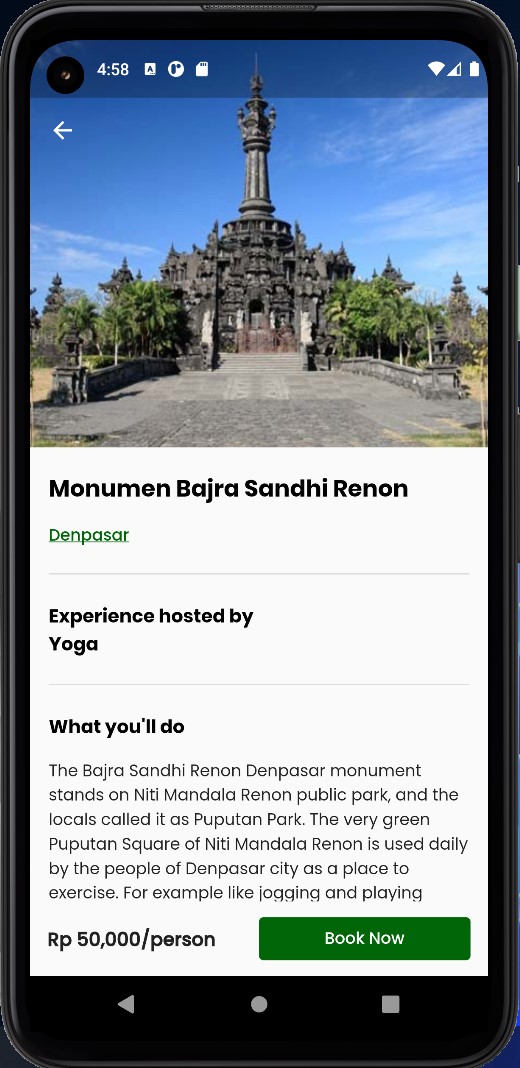 4:58
Monumen Bajra Sandhi Renon
Denpasar
Experience hosted by
Yoga
What you'll do
The Bajra Sandhi Renon Denpasar monument
stands on Niti Mandala Renon public park, and the
locals called it as Puputan Park. The very green
Puputan Square of Niti Mandala Renon is used daily
by the people of Denpasar city as a place to
exercise. For example like jogging and playing
Rp 50,000/person
Book Now